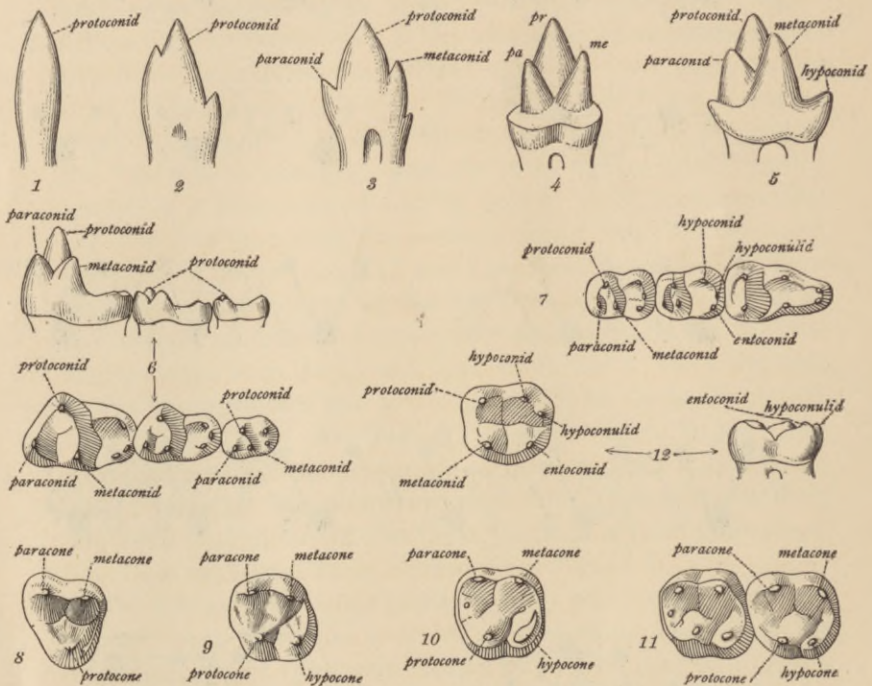 protoconid
1
protoconid
2
protoconid
paraconid
metaconid
3
pr
pa
me
4
protoconid
metaconid
paraconid
hypoconid
5
paraconid
protoconid
metaconid
protoconid
6
protoconid
protoconid
paraconid
metaconid
paraconid
metaconid
hypoconid
protoconid
hypoconulid
7
paraconid
metaconid
entoconid
hypoconid
protoconid
hypoconulid
metaconid
entoconid
12
entoconid
hypoconulid
paracone
metacone
8
protocone
paracone
metacone
9
protocone
hypocone
paracone
metacone
10
protocone
hypocone
paracone
metacone
11
protocone
hypocone